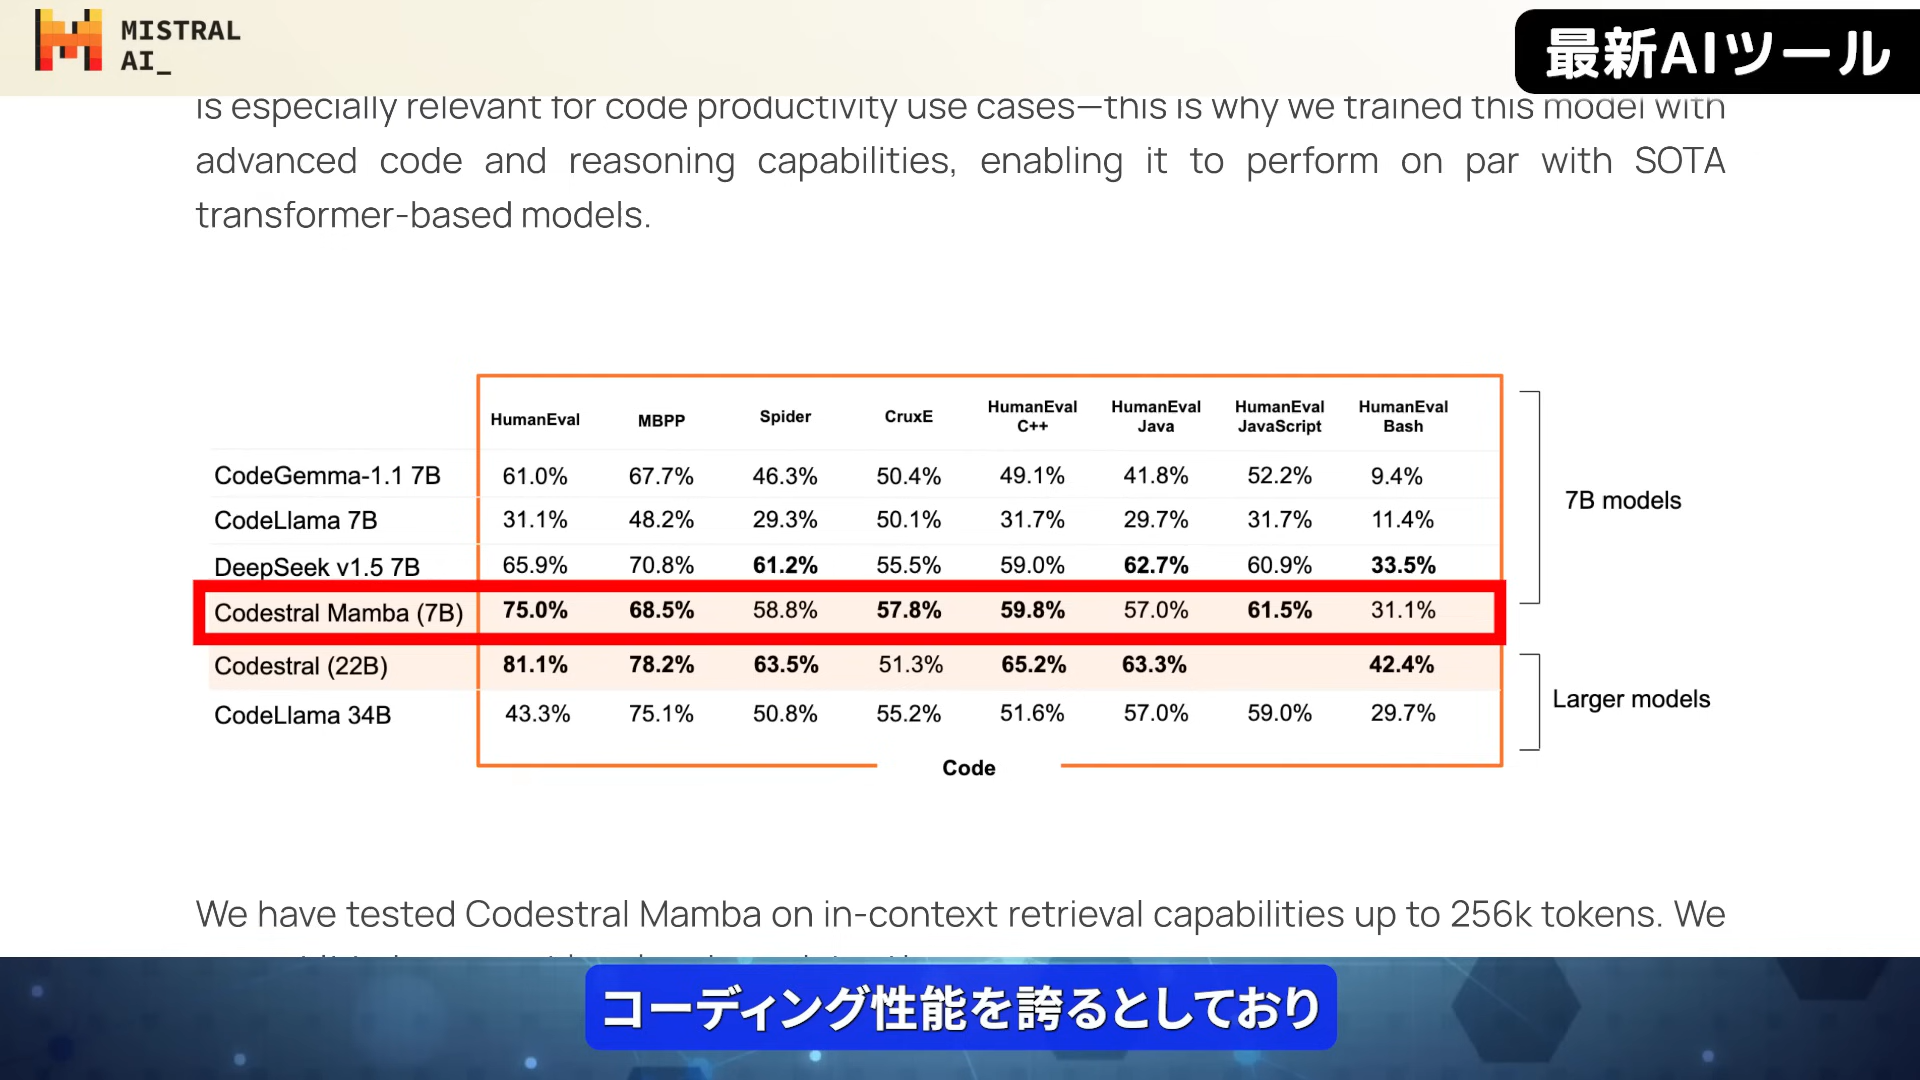 MISTRAL
AI_
最新AIツール
is especially relevant for code productivity use cases—this is why we trained this model with
advanced code and reasoning capabilities, enabling it to perform on par with SOTA
transformer-based models.
HumanEval MBPP Spider CruxE HumanEval C++ HumanEval Java HumanEval JavaScript HumanEval Bash
CodeGemma-1.1 7B 61.0% 67.7% 46.3% 50.4% 49.1% 41.8% 52.2% 9.4%
CodeLlama 7B 31.1% 48.2% 29.3% 50.1% 31.7% 29.7% 31.7% 11.4%
7B models
DeepSeek v1.5 7B 65.9% 70.8% 61.2% 55.5% 59.0% 62.7% 60.9% 33.5%
Codestral Mamba (7B) 75.0% 68.5% 58.8% 57.8% 59.8% 57.0% 61.5% 31.1%
Codestral (22B) 81.1% 78.2% 63.5% 51.3% 65.2% 63.3% 42.4%
Larger models
CodeLlama 34B 43.3% 75.1% 50.8% 55.2% 51.6% 57.0% 59.0% 29.7%
Code
We have tested Codestral Mamba on in-context retrieval capabilities up to 256k tokens. We
コーディング性能を誇るとしており